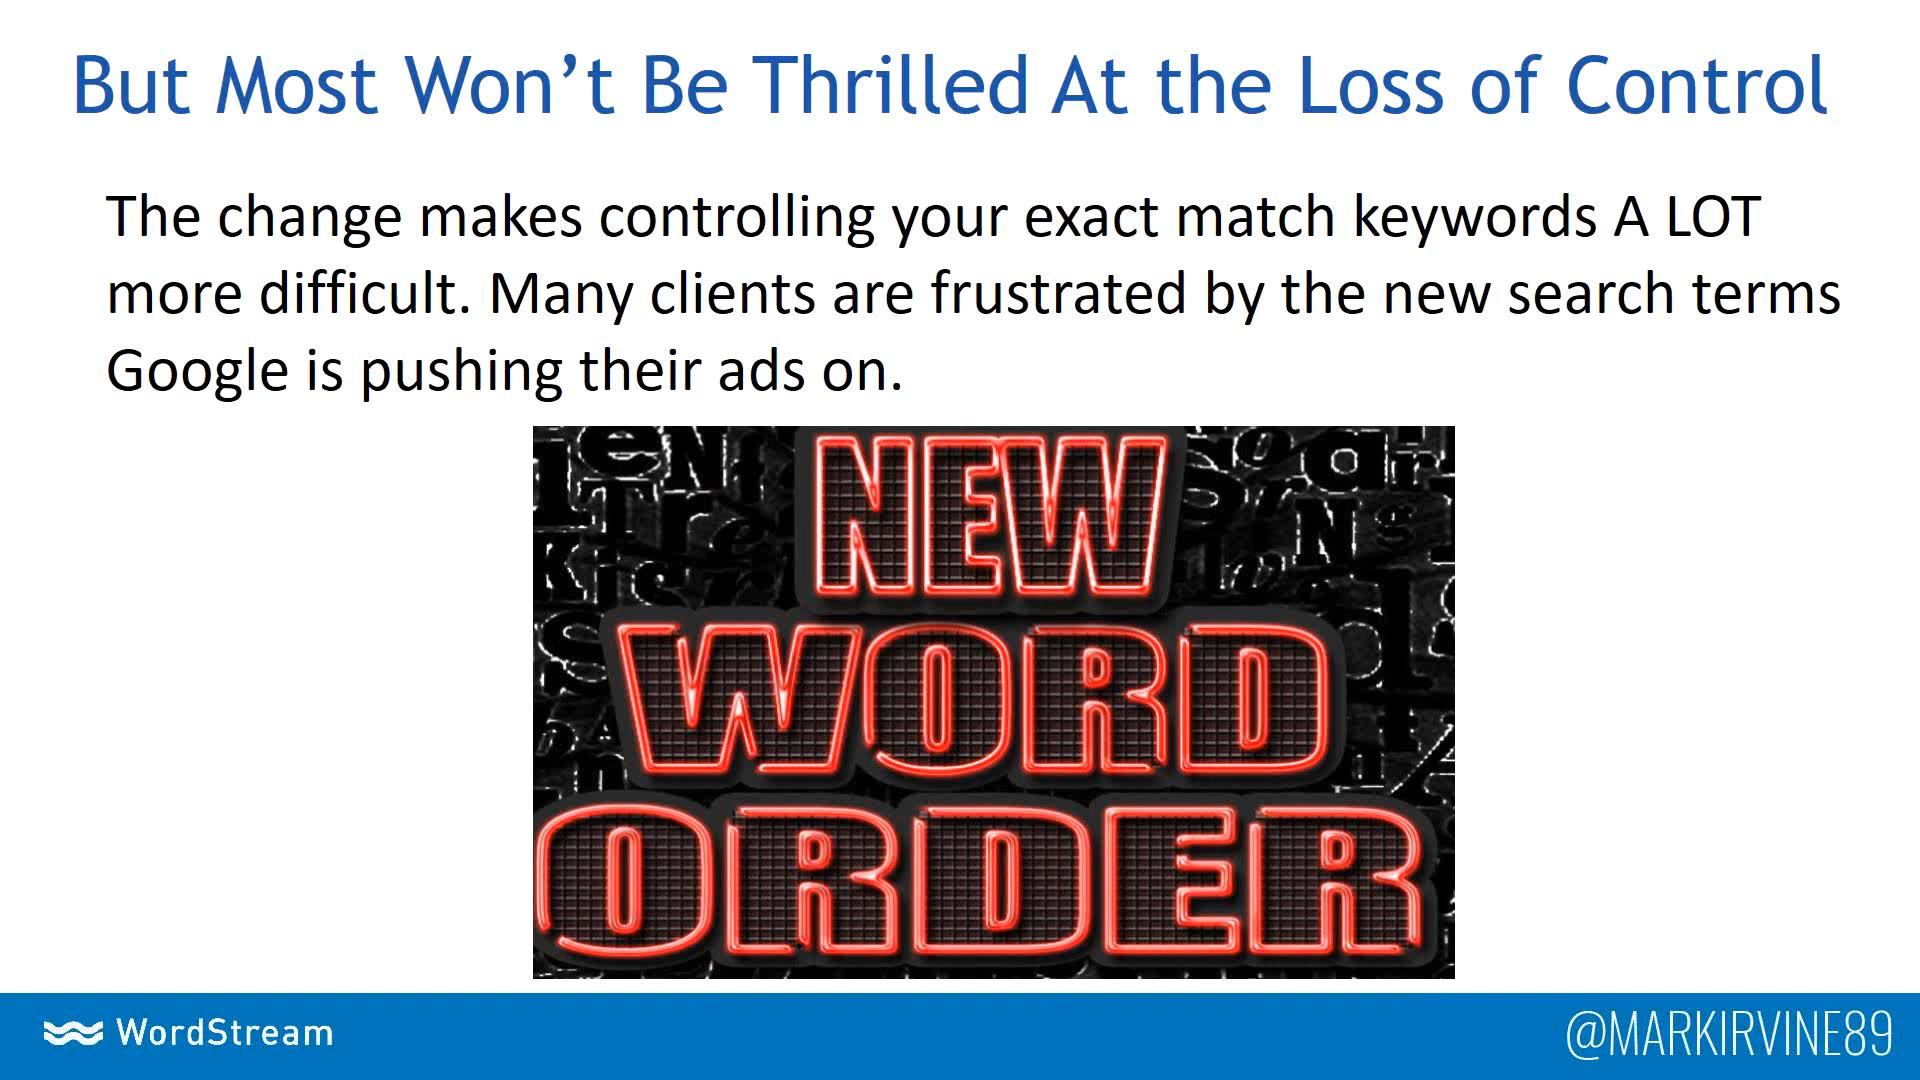 But Most Won’t Be Thrilled At the Loss of Control
The change makes controlling your exact match keywords A LOT
more difficult. Many clients are frustrated by the new search terms
Google is pushing their ads on.
NEW
WORD
ORDER
WordStream
@MARKIRVINE89